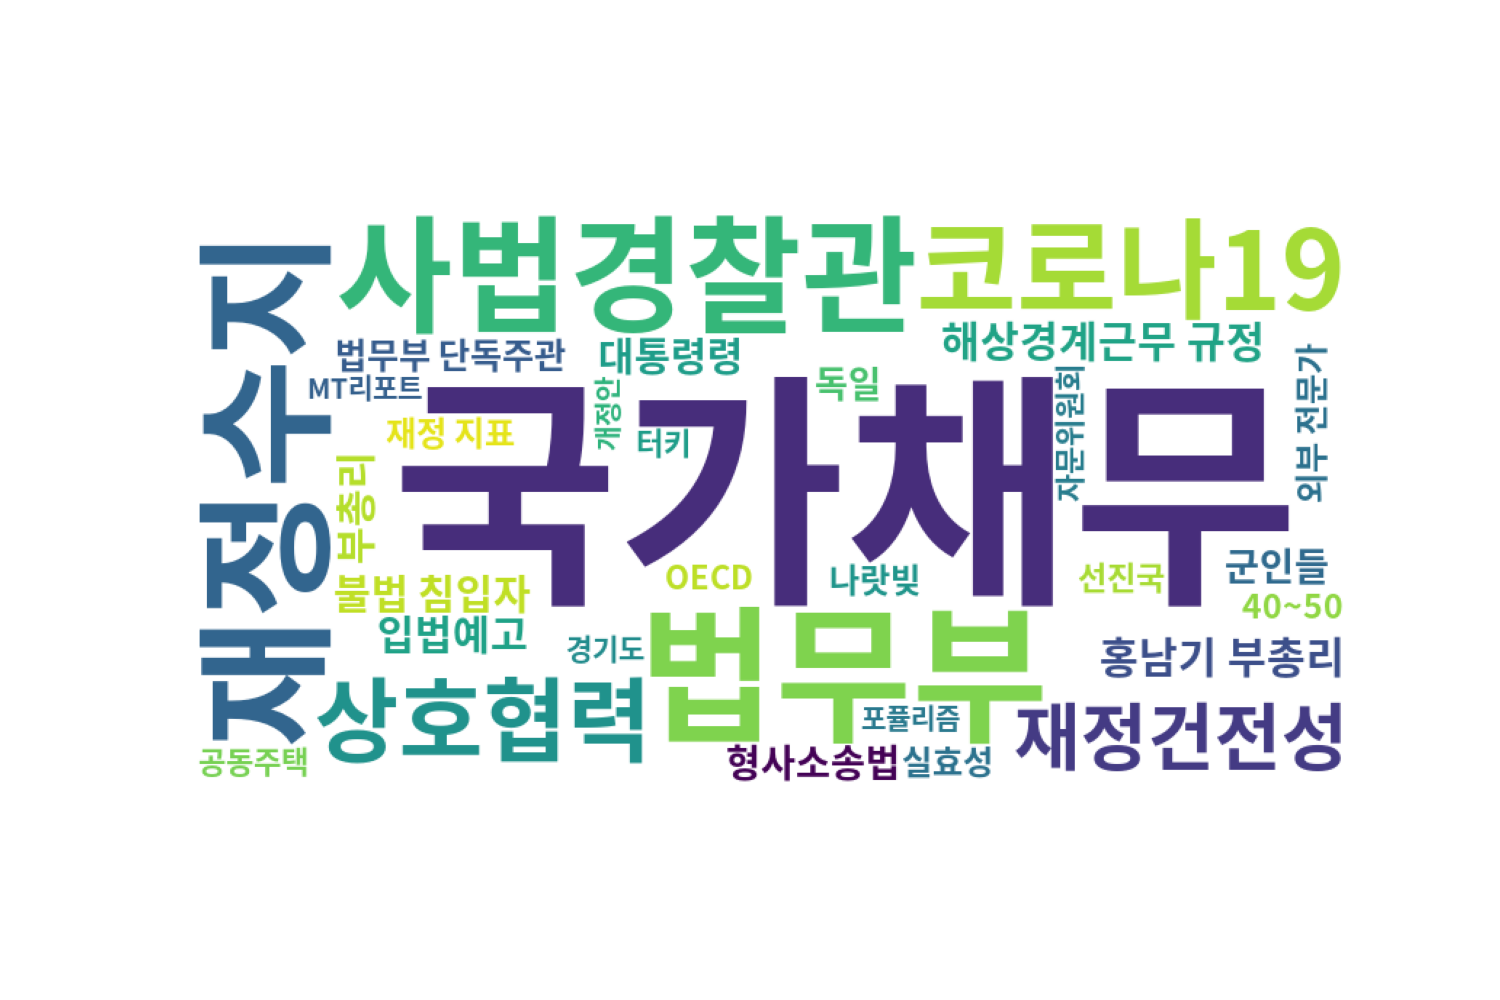 사법경찰관
코로나19
재정수지
법무부 단독주관
대통령령
해상경계근무 규정
MT리포트
개정안
독일
자문위원회
외부 전문가
재정 지표
터키
국가채무
부총리
불법 침입자
OECD
나랏빚
선진국
군인들
40~50
입법예고
경기도
법무부
홍남기 부총리
상호협력
포퓰리즘
재정건전성
공동주택
형사소송법
실효성